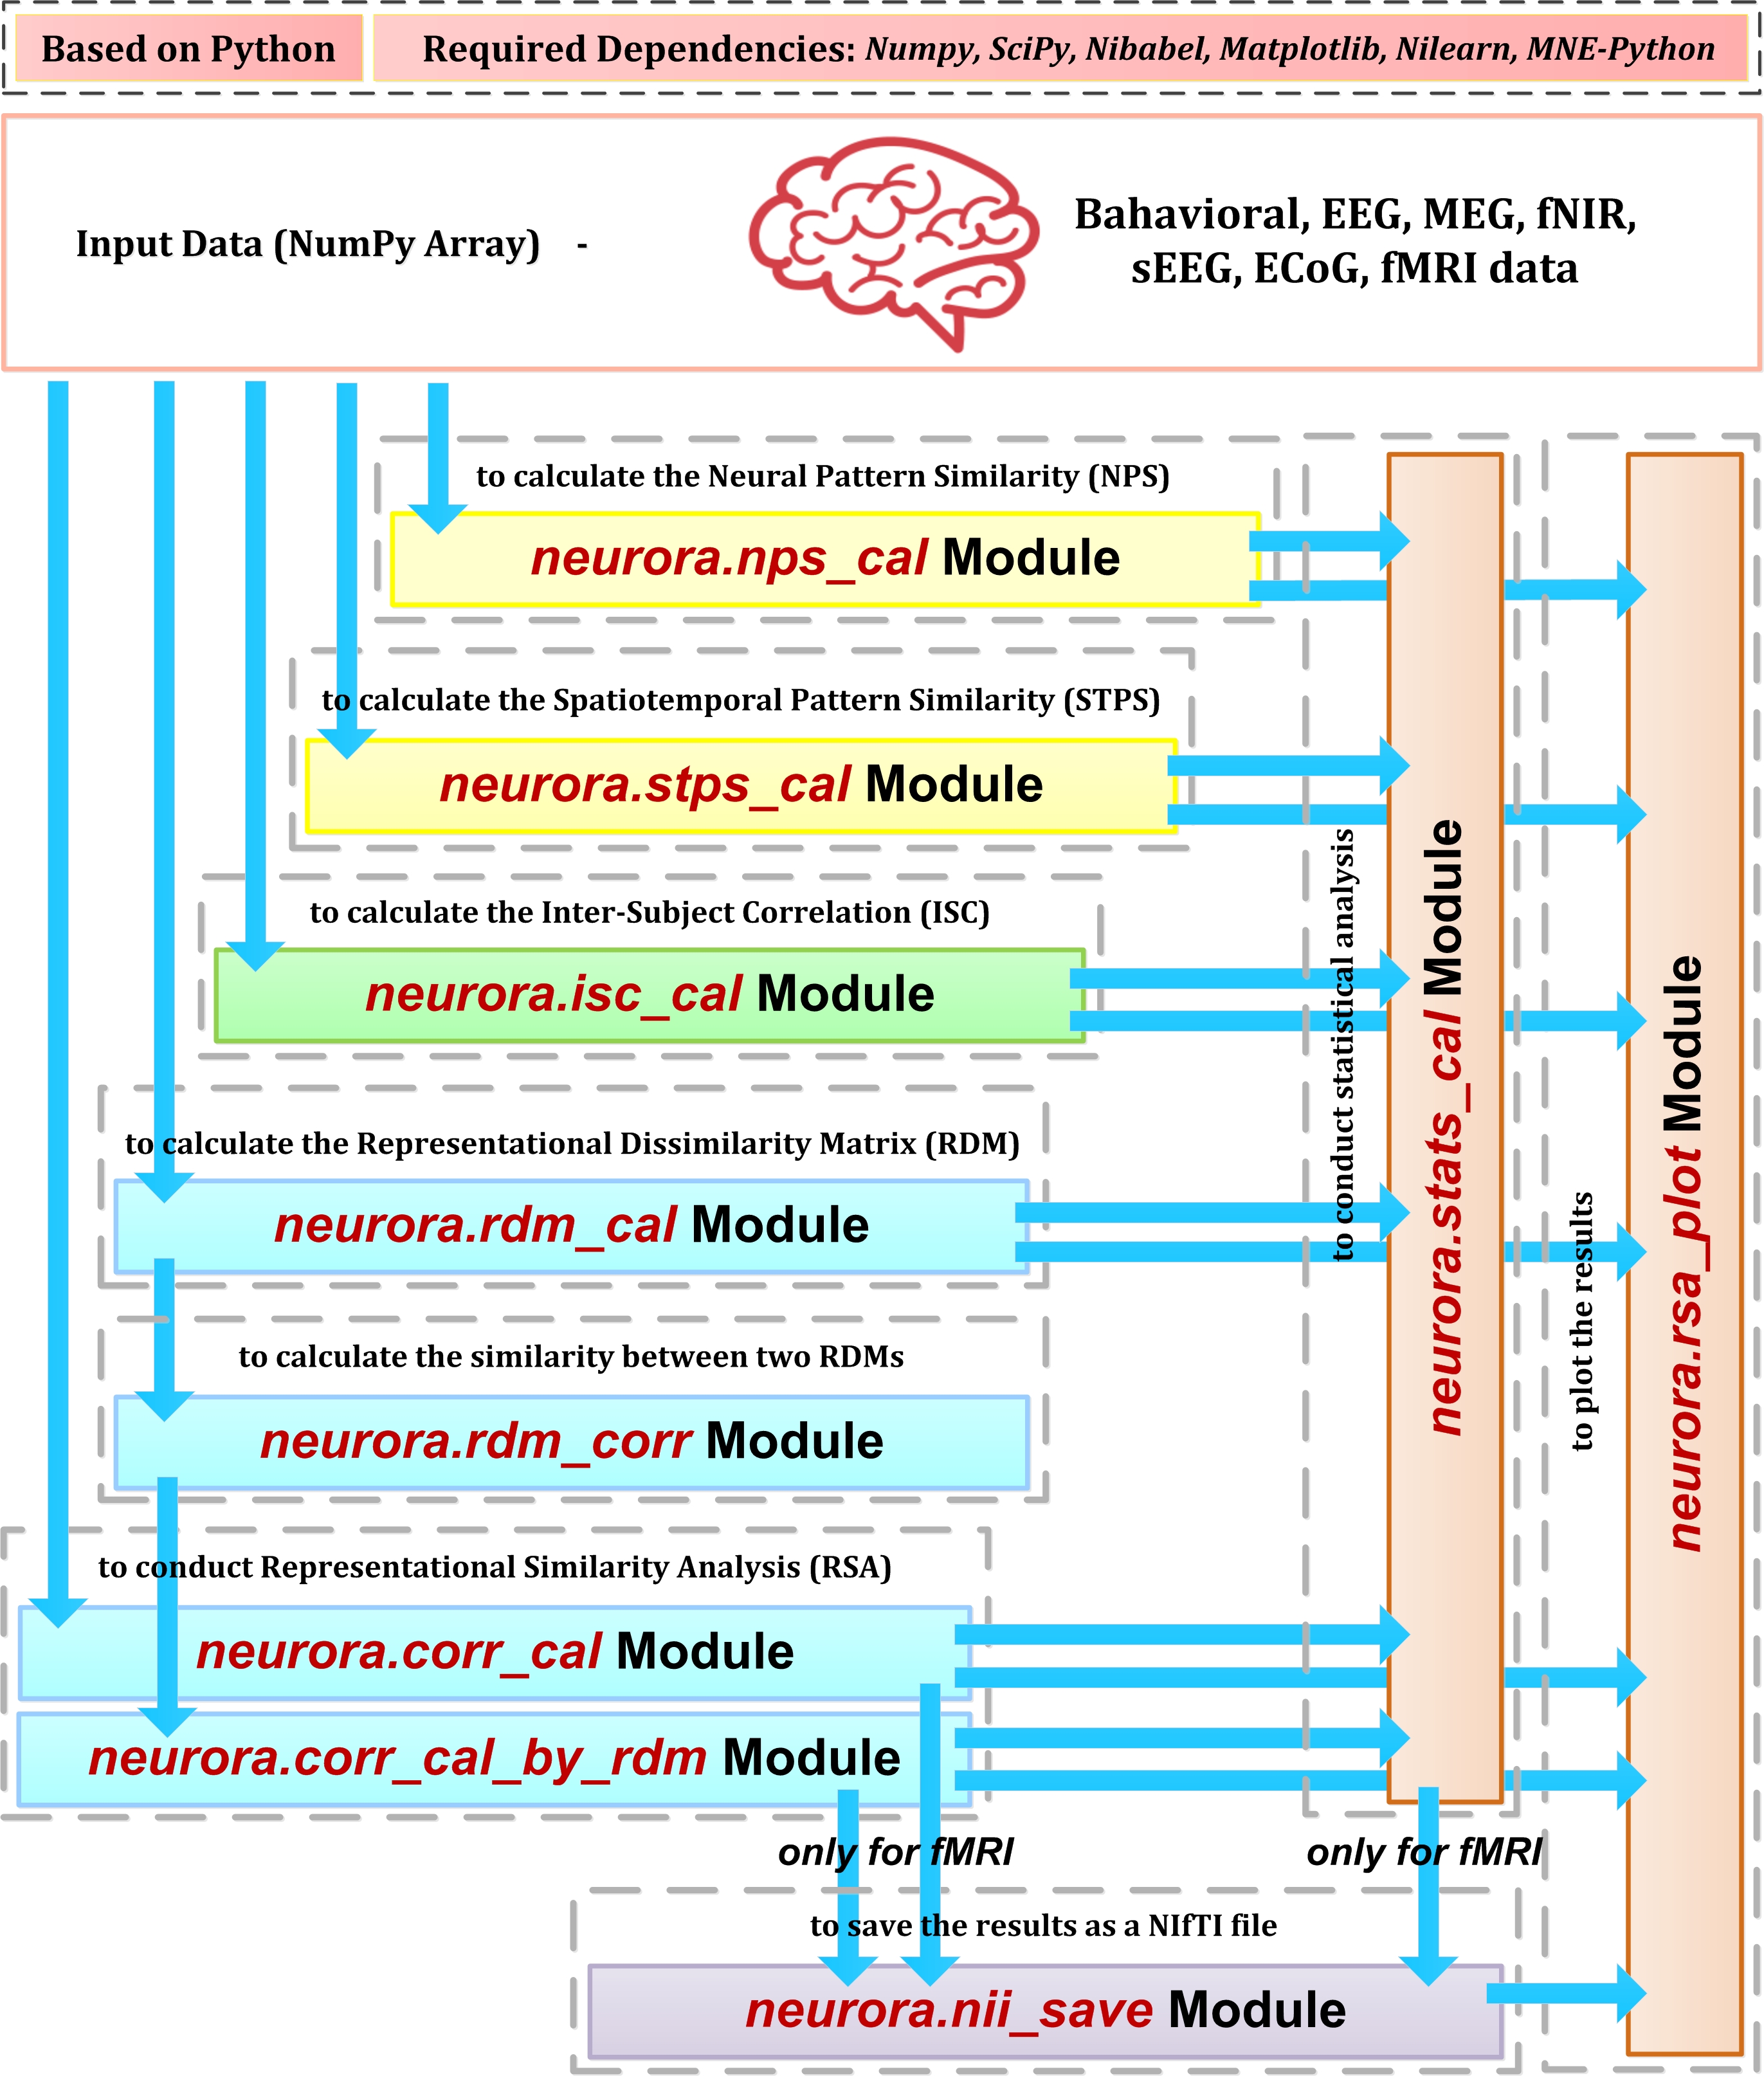 Based on Python
Required Dependencies: Numpy, SciPy, Nibabel, Matplotlib, Nilearn, MNE-Python
Input Data (NumPy Array) -
Bahavioral, EEG, MEG, fNIR,
sEEG, ECoG, fMRI data
to calculate the Neural Pattern Similarity (NPS)
neurora.nps_cal Module
to calculate the Spatiotemporal Pattern Similarity (STPS)
neurora.stps_cal Module
to calculate the Inter-Subject Correlation (ISC)
neurora.isc_cal Module
to calculate the Representational Dissimilarity Matrix (RDM)
neurora.rdm_cal Module
to calculate the similarity between two RDMs
neurora.rdm_corr Module
to conduct Representational Similarity Analysis (RSA)
neurora.corr_cal Module
neurora.corr_cal_by_rdm Module
to conduct statistical analysis
neurora.stats_cal Module
to plot the results
neurora.rsa_plot Module
only for fMRI
only for fMRI
to save the results as a NIfTI file
neurora.nii_save Module